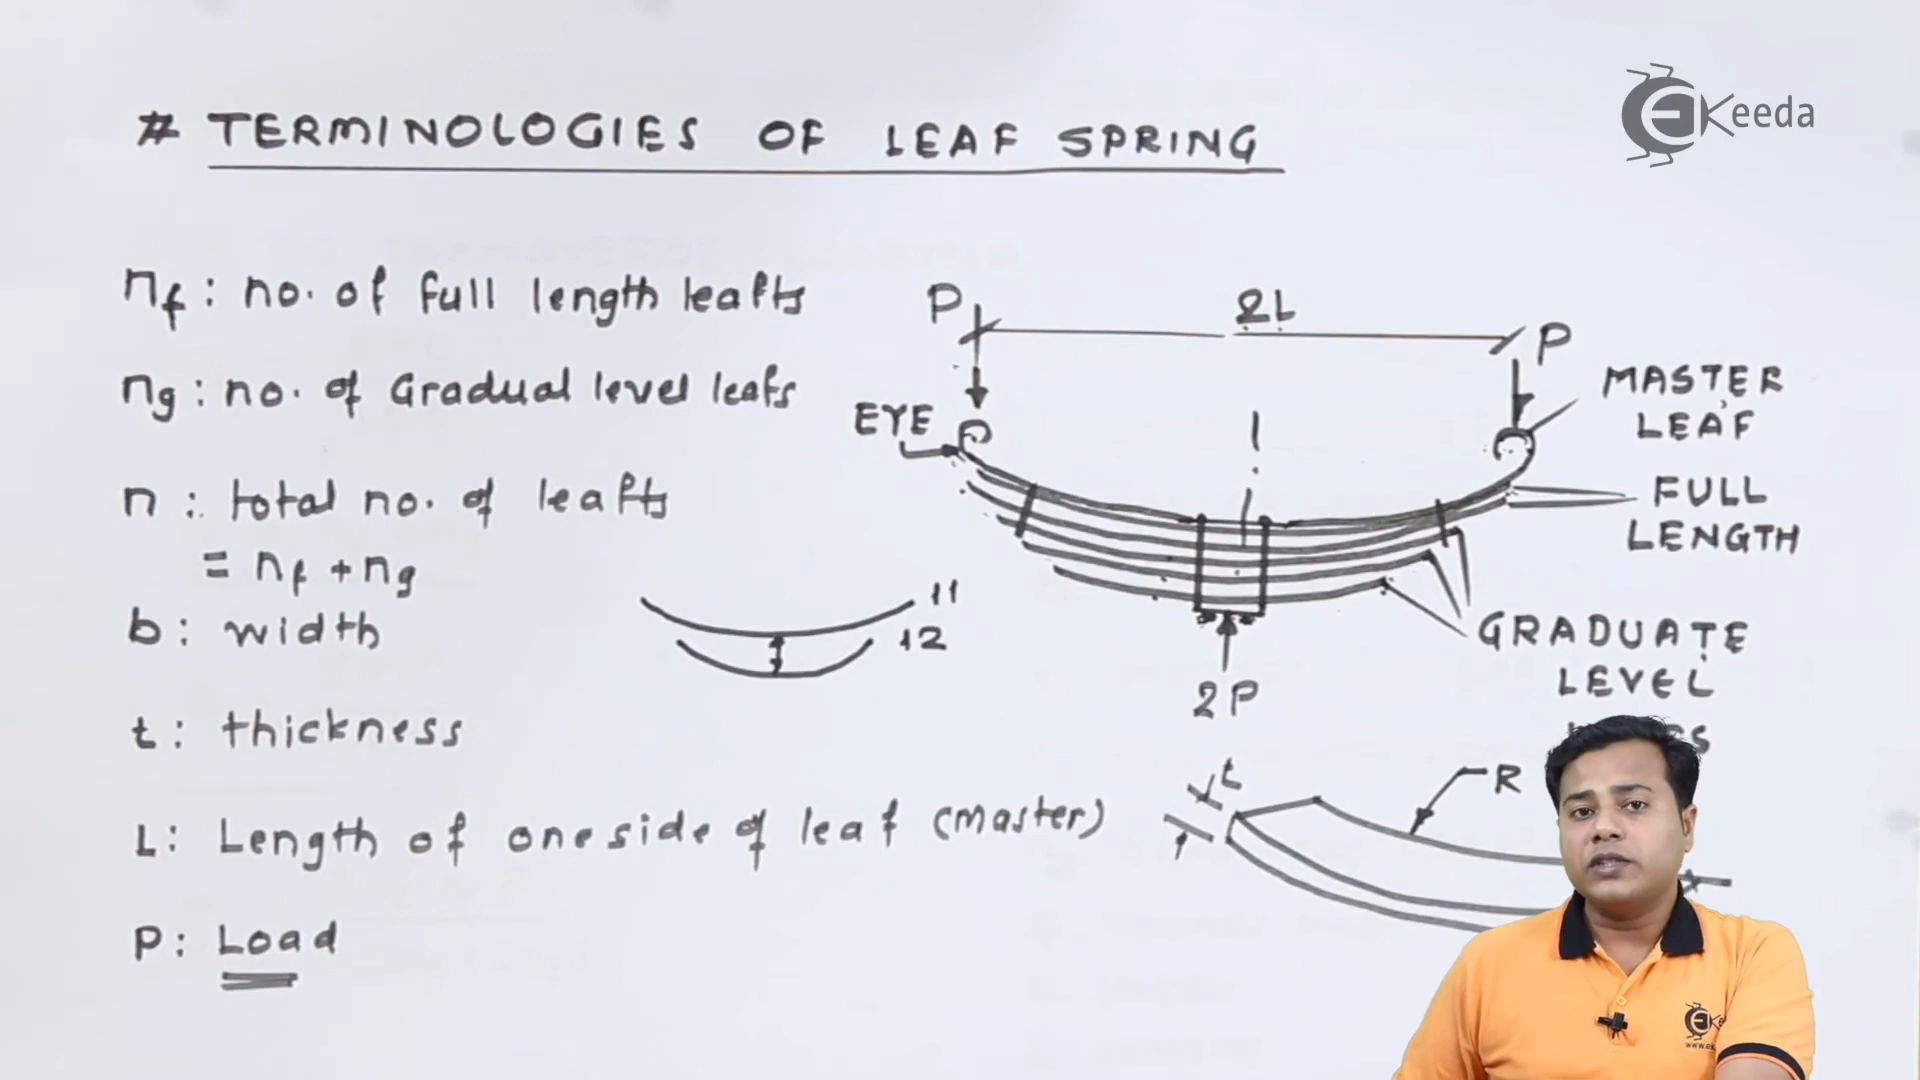 # TERMINOLOGIES OF LEAF SPRING
EKeeda
nf : no. of full length leafts
ng : no. of Gradual level leafs
n : total no. of leafts
= nf + ng
b : width
t : thickness
L : Length of one side of leaf (master)
P : Load
P
2L
P
EYE
MASTER
LEAF
FULL
LENGTH
GRADUATE
LEVEL
2P
11
12
t
R